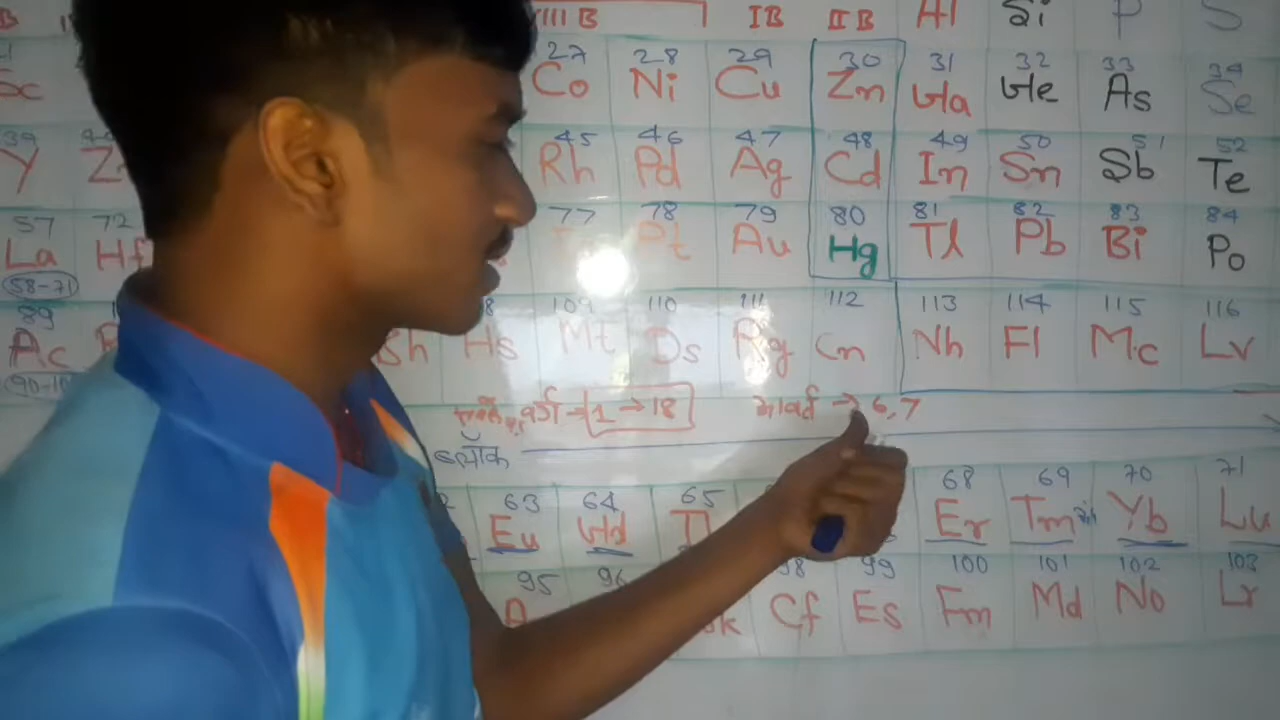 III B IB IIB Al Si P S
27 28 29 30 31 32 33 34
Sc Co Ni Cu Zn Ga Ge As Se
39 45 46 47 48 49 50 51 52
Y Rh Pd Ag Cd In Sn Sb Te
57 72 77 78 79 80 81 82 83 84
La Hf Pt Au Hg Tl Pb Bi Po
58-71
89 109 110 111 112 113 114 115 116
Ac Hs Mt Ds Rg Cn Nh Fl Mc Lv
वर्ग → 1 → 18 → 6, 7
ब्लॉक
63 64 65 68 69 70 71
Eu Gd Er Tm Yb Lu
95 96 98 99 100 101 102 103
Cf Es Fm Md No Lr